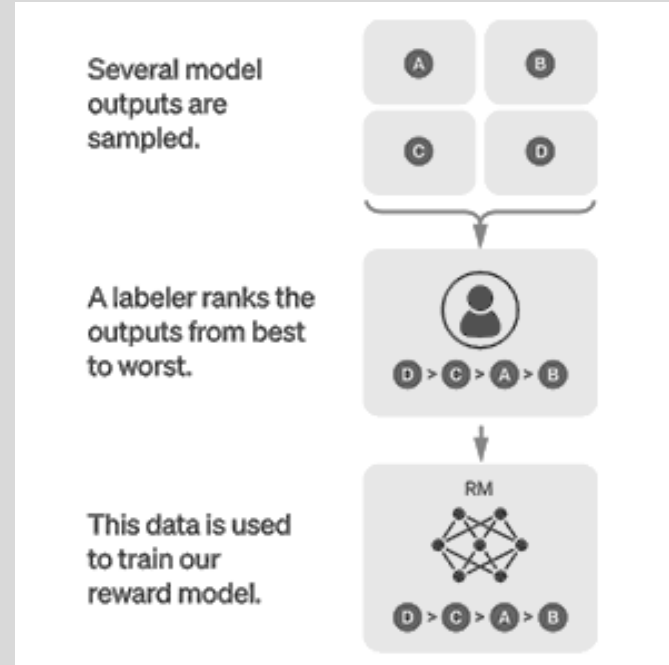 Several model
outputs are
sampled.
A B
C D
A labeler ranks the
outputs from best
to worst.
D > C > A > B
This data is used
to train our
reward model.
RM
D > C > A > B